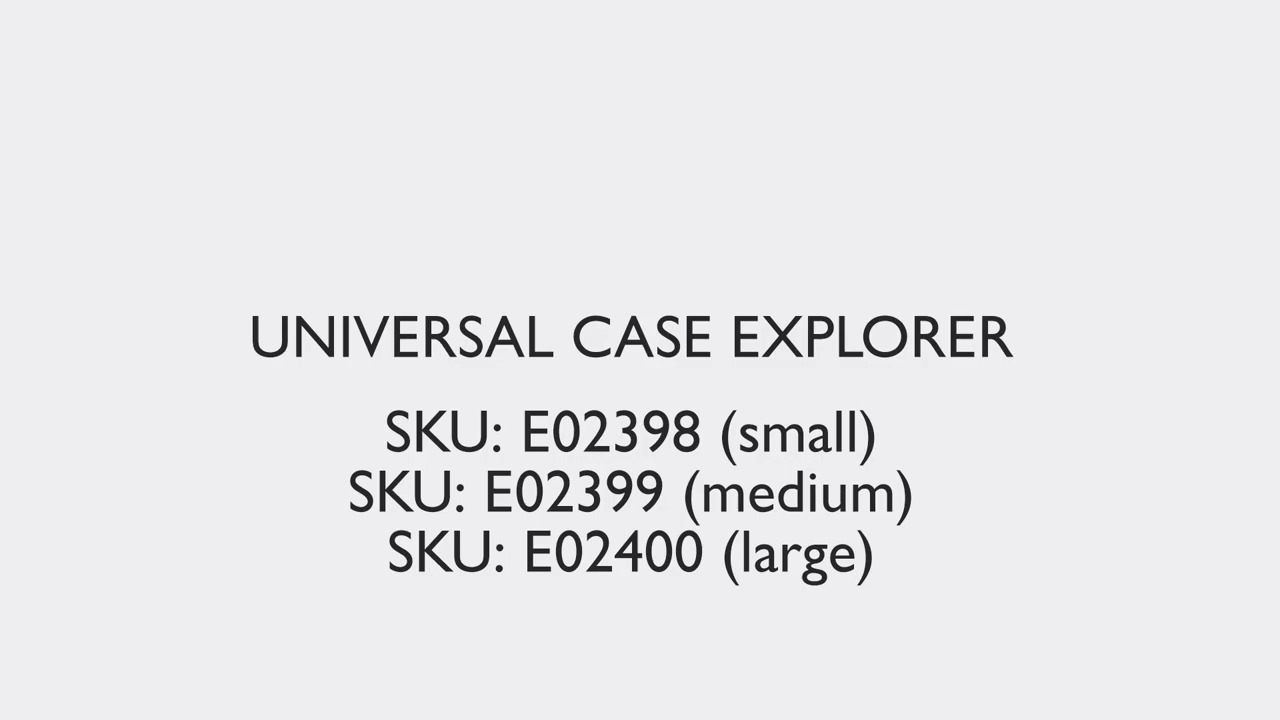 UNIVERSAL CASE EXPLORER
SKU: E02398 (small)
SKU: E02399 (medium)
SKU: E02400 (large)